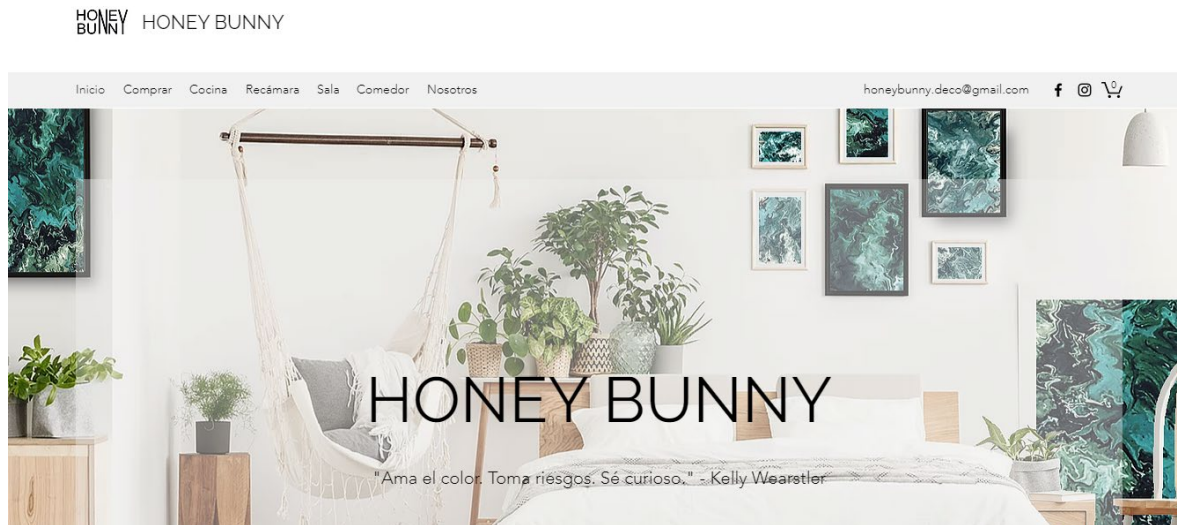 HONEY
BUNNY
HONEY BUNNY
Inicio Comprar Cocina Recámara Sala Comedor Nosotros honeybunny.deco@gmail.com 0
HONEY BUNNY
"Ama el color. Toma riesgos. Sé curioso." - Kelly Wearstler